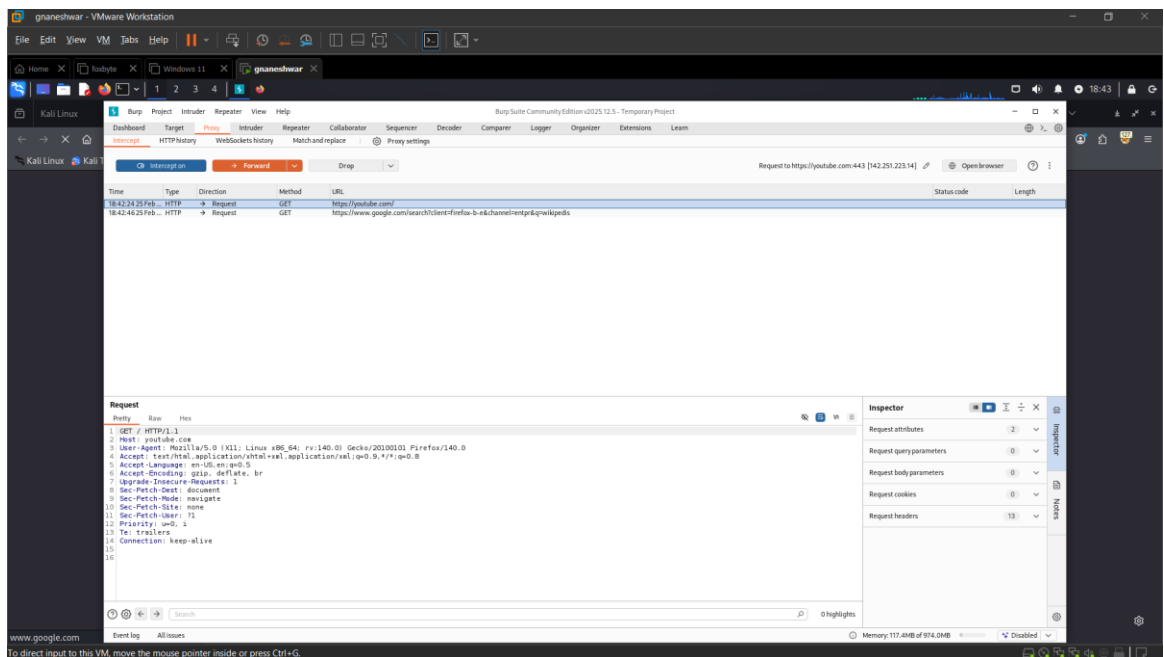 gnaneshwar - VMware Workstation
File Edit View VM Tabs Help
Home foxbyte Windows 11 gnaneshwar
1 2 3 4 18:43
Kali Linux
Burp Project Intruder Repeater View Help Burp Suite Community Edition v2025.12.5 - Temporary Project
Dashboard Target Proxy Intruder Repeater Collaborator Sequencer Decoder Comparer Logger Organizer Extensions Learn
Intercept HTTP history WebSockets history Match and replace Proxy settings
Kali Linux Kali T
Intercept on Forward Drop Request to https://youtube.com:443 [142.251.223.14] Open browser
Time Type Direction Method URL Status code Length
18:42:24 25 Feb ... HTTP → Request GET https://youtube.com/
18:42:46 25 Feb ... HTTP → Request GET https://www.google.com/search?client=firefox-b-e&channel=entpr&q=wikipedis
Request
Pretty Raw Hex
1 GET / HTTP/1.1
2 Host: youtube.com
3 User-Agent: Mozilla/5.0 (X11; Linux x86_64; rv:140.0) Gecko/20100101 Firefox/140.0
4 Accept: text/html,application/xhtml+xml,application/xml;q=0.9,*/*;q=0.8
5 Accept-Language: en-US,en;q=0.5
6 Accept-Encoding: gzip, deflate, br
7 Upgrade-Insecure-Requests: 1
8 Sec-Fetch-Dest: document
9 Sec-Fetch-Mode: navigate
10 Sec-Fetch-Site: none
11 Sec-Fetch-User: ?1
12 Priority: u=0, i
13 Te: trailers
14 Connection: keep-alive
15
16
Inspector
Request attributes 2
Request query parameters 0
Request body parameters 0
Request cookies 0
Request headers 13
Inspector
Notes
Search 0 highlights
www.google.com Event log All issues Memory: 117.4MB of 974.0MB Disabled
To direct input to this VM, move the mouse pointer inside or press Ctrl+G.